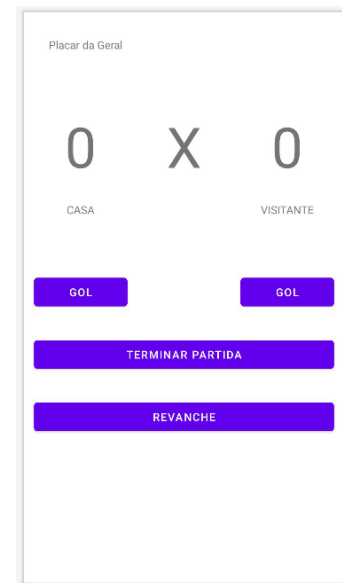 Placar da Geral
0 X 0
CASA VISITANTE
GOL GOL
TERMINAR PARTIDA
REVANCHE